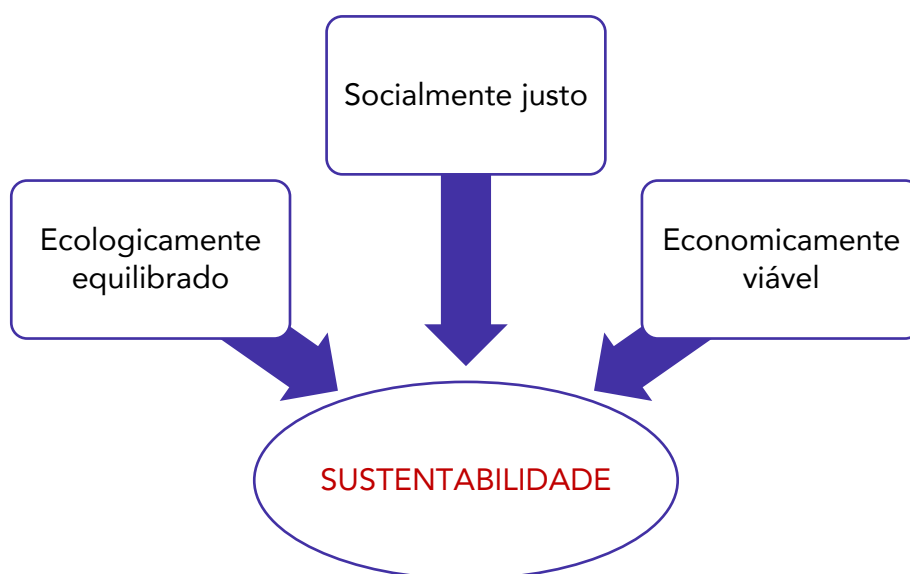 Socialmente justo
Ecologicamente
equilibrado
Economicamente
viável
SUSTENTABILIDADE